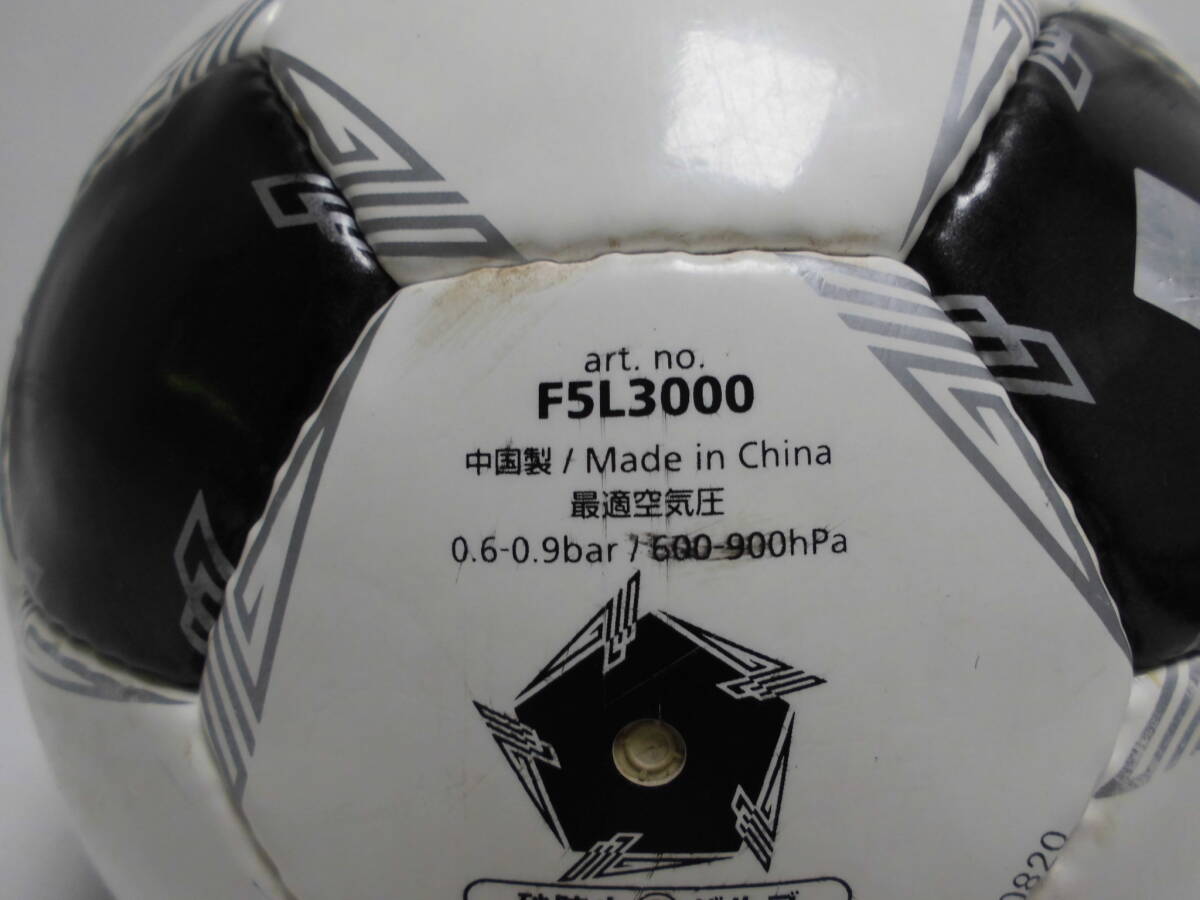 art. no.
F5L3000
中国製 / Made in China
最適空気圧
0.6-0.9bar / 600-900hPa
0820